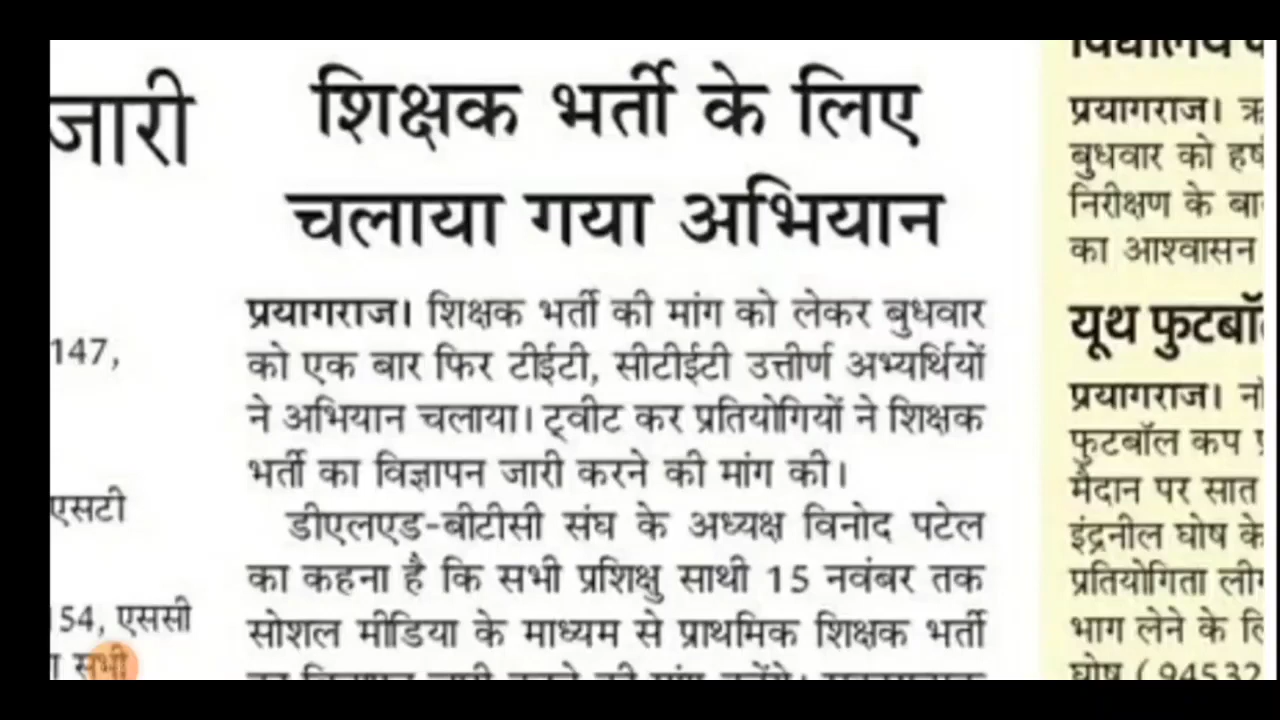 जारी
147,
एसटी
154, एससी
सभी
शिक्षक भर्ती के लिए
चलाया गया अभियान
प्रयागराज। शिक्षक भर्ती की मांग को लेकर बुधवार
को एक बार फिर टीईटी, सीटीईटी उत्तीर्ण अभ्यर्थियों
ने अभियान चलाया। ट्वीट कर प्रतियोगियों ने शिक्षक
भर्ती का विज्ञापन जारी करने की मांग की।
डीएलएड-बीटीसी संघ के अध्यक्ष विनोद पटेल
का कहना है कि सभी प्रशिक्षु साथी 15 नवंबर तक
सोशल मीडिया के माध्यम से प्राथमिक शिक्षक भर्ती
प्रयागराज।
बुधवार को
निरीक्षण के
का आश्वासन
यूथ
प्रयागराज।
फुटबॉल कप
मैदान पर सात
इंद्रनील घोष के
प्रतियोगिता
भाग लेने के
घोष ( 94532